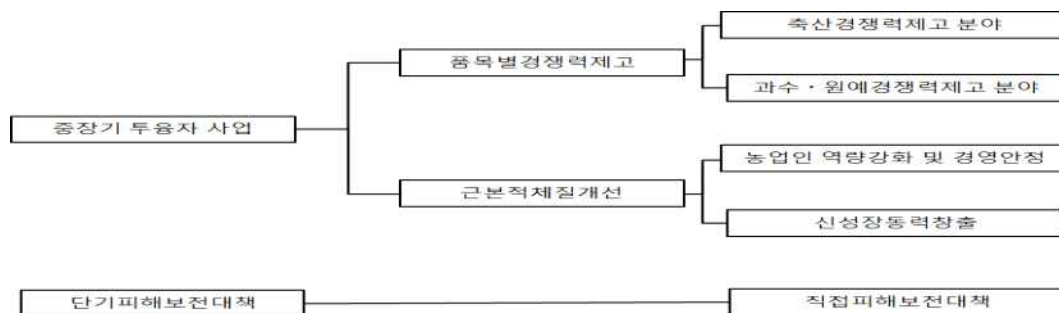 축산경쟁력제고 분야
품목별경쟁력제고
과수 · 원예경쟁력제고 분야
중장기 투융자 사업
농업인 역량강화 및 경영안정
근본적체질개선
신성장동력창출
단기피해보전대책
직접피해보전대책